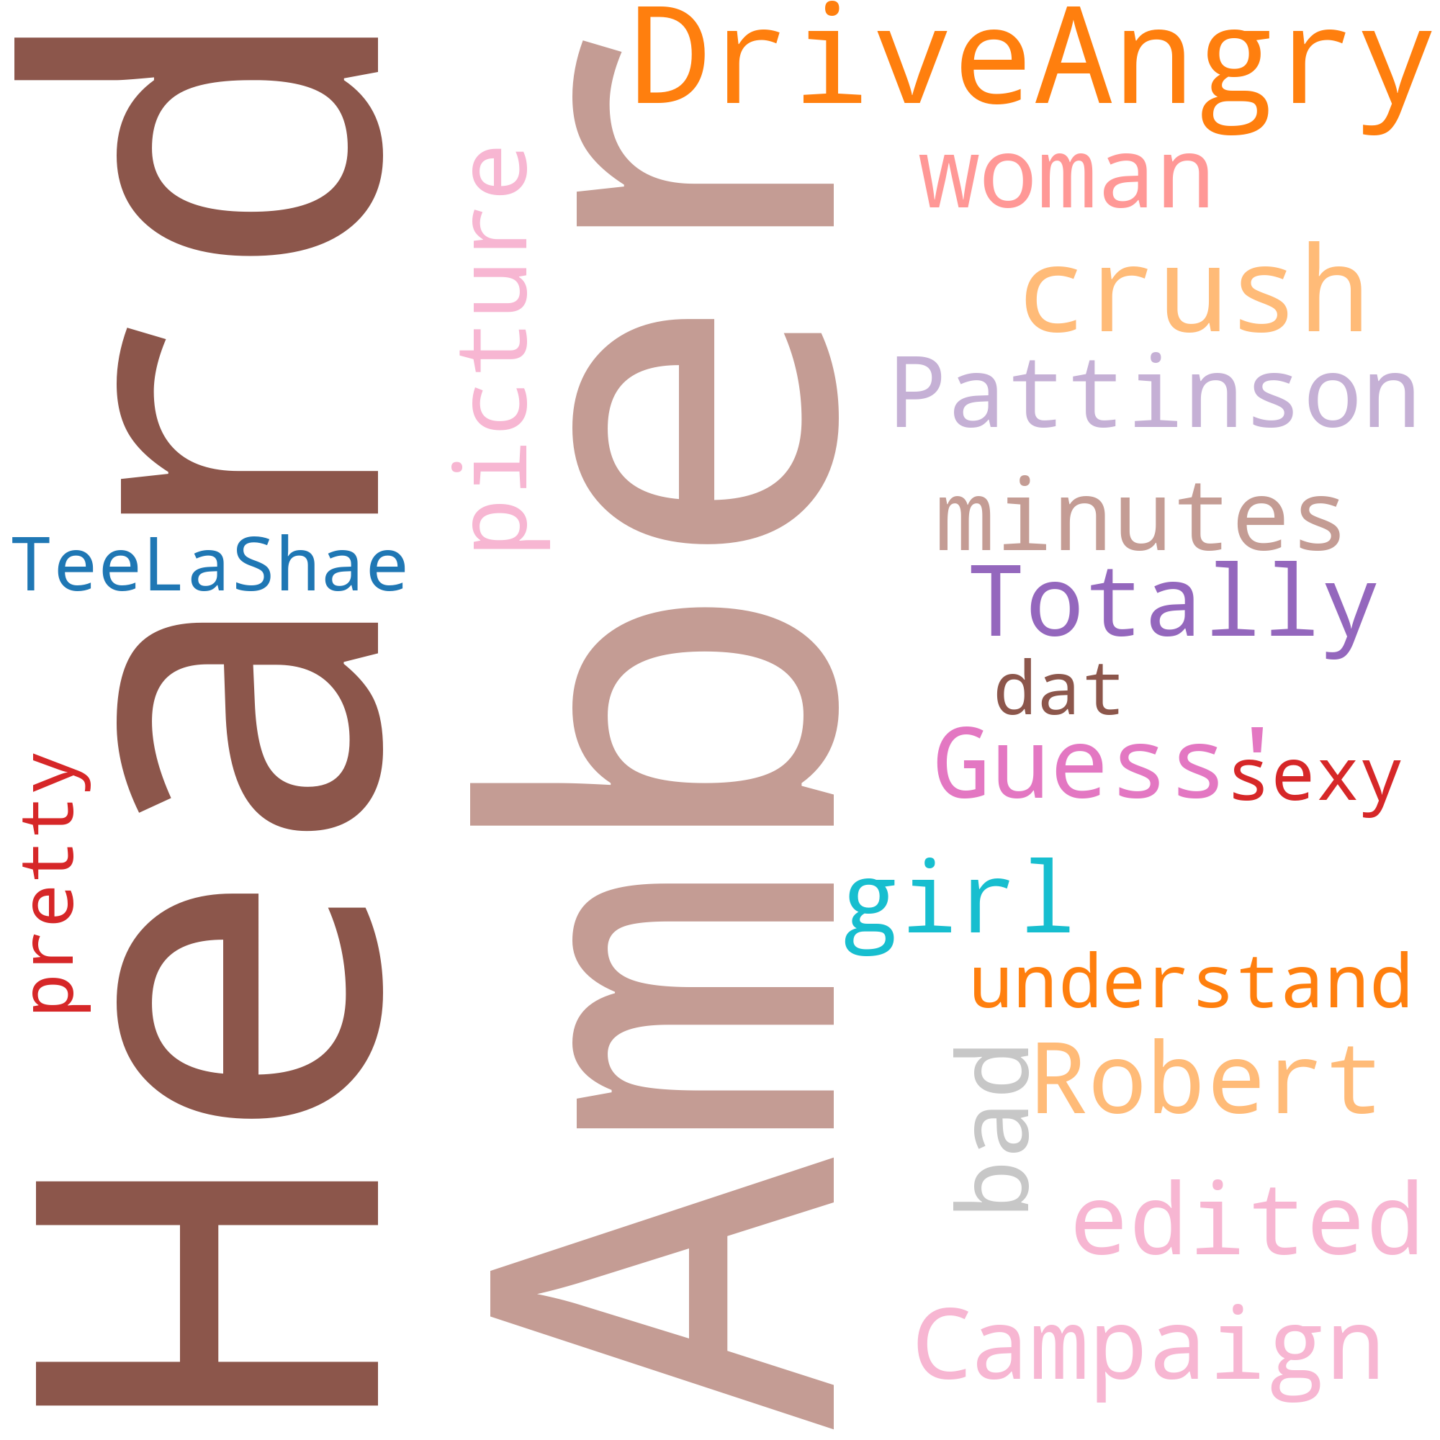 Heard
Amber
DriveAngry
woman
picture
crush
Pattinson
minutes
TeeLaShae
Totally
dat
Guess'
sexy
pretty
girl
understand
Robert
bad
edited
Campaign